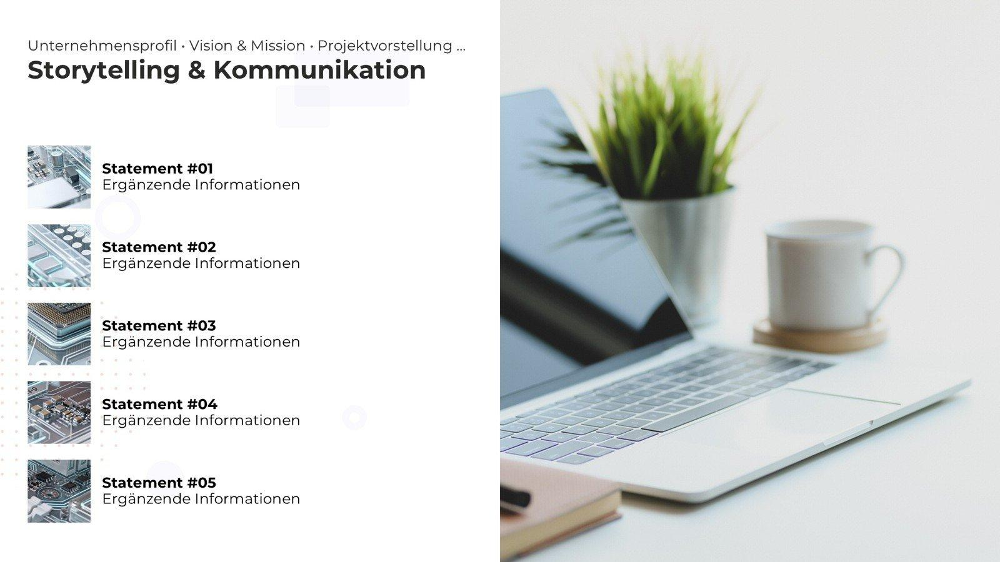 Unternehmensprofil • Vision & Mission • Projektvorstellung ...
Storytelling & Kommunikation
Statement #01
Ergänzende Informationen
Statement #02
Ergänzende Informationen
Statement #03
Ergänzende Informationen
Statement #04
Ergänzende Informationen
Statement #05
Ergänzende Informationen